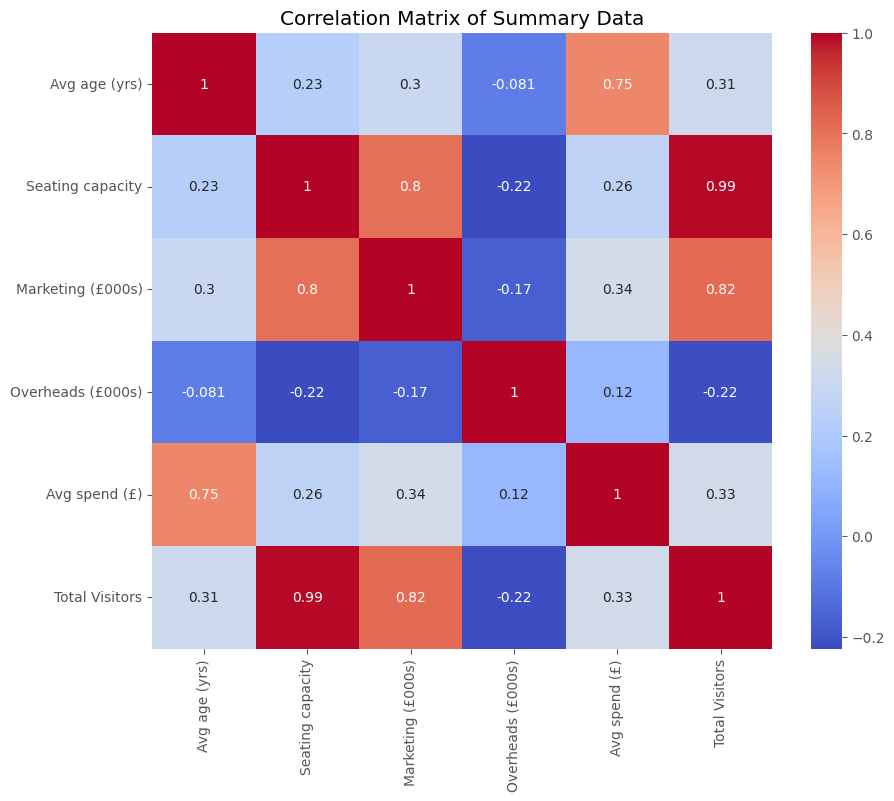 Correlation Matrix of Summary Data
Avg age (yrs) 1 0.23 0.3 -0.081 0.75 0.31
Seating capacity 0.23 1 0.8 -0.22 0.26 0.99
Marketing (£000s) 0.3 0.8 1 -0.17 0.34 0.82
Overheads (£000s) -0.081 -0.22 -0.17 1 0.12 -0.22
Avg spend (£) 0.75 0.26 0.34 0.12 1 0.33
Total Visitors 0.31 0.99 0.82 -0.22 0.33 1
Avg age (yrs)
Seating capacity
Marketing (£000s)
Overheads (£000s)
Avg spend (£)
Total Visitors
1.0
0.8
0.6
0.4
0.2
0.0
−0.2